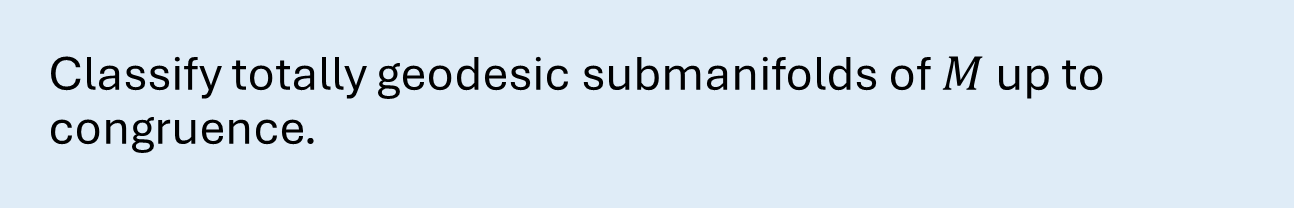 Classify totally geodesic submanifolds of M up to
congruence.